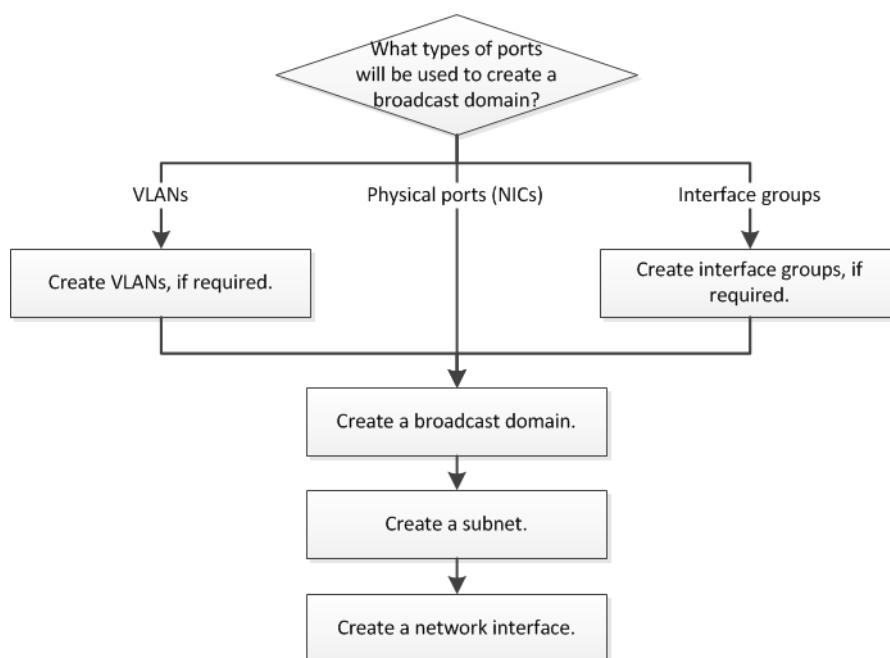 What types of ports
will be used to create a
broadcast domain?
VLANs
Physical ports (NICs)
Interface groups
Create VLANs, if required.
Create interface groups, if
required.
Create a broadcast domain.
Create a subnet.
Create a network interface.